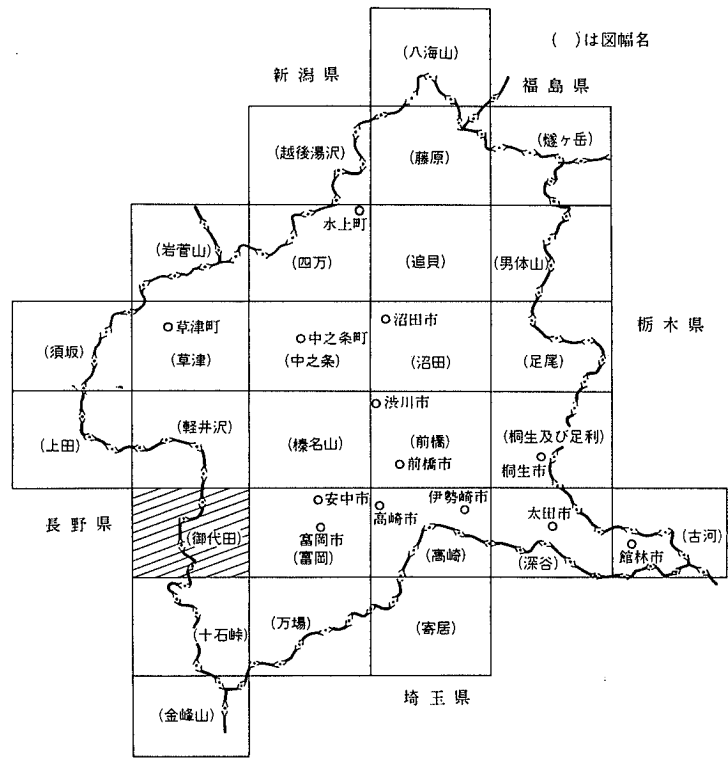 ( )は図幅名
(八海山)
新潟県
福島県
(越後湯沢)
(藤原)
(燧ヶ岳)
水上町
(岩菅山)
(四万)
(追貝)
(男体山)
栃木県
草津町
中之条町
沼田市
(須坂)
(草津)
(中之条)
(沼田)
(足尾)
渋川市
(軽井沢)
(上田)
(榛名山)
(前橋)
(桐生及び足利)
前橋市
桐生市
長野県
安中市
高崎市
伊勢崎市
太田市
(御代田)
富岡市
(富岡)
(高崎)
(深谷)
館林市
(古河)
(十石峠)
(万場)
(寄居)
埼玉県
(金峰山)